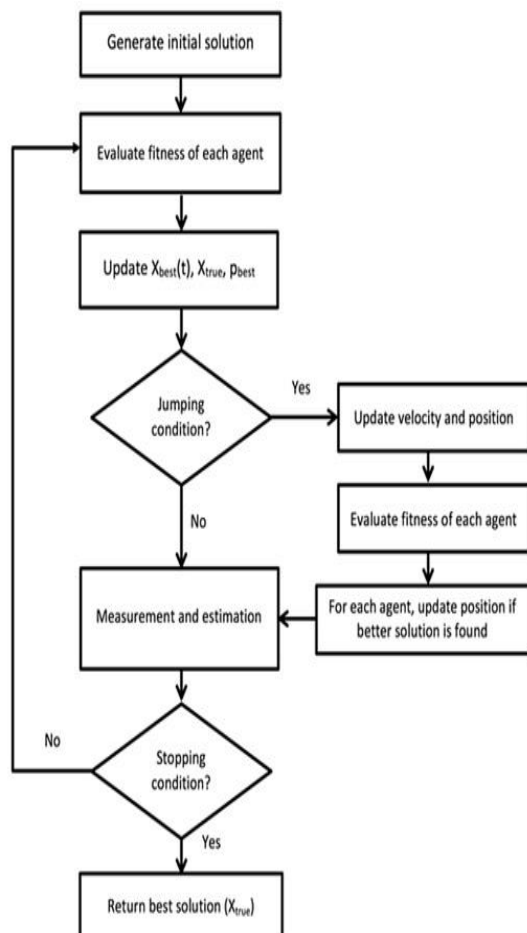 Generate initial solution
Evaluate fitness of each agent
Update Xbest(t), Xtrue, pbest
Jumping
condition?
Yes
Update velocity and position
Evaluate fitness of each agent
For each agent, update position if
better solution is found
No
Measurement and estimation
Stopping
condition?
No
Yes
Return best solution (Xtrue)